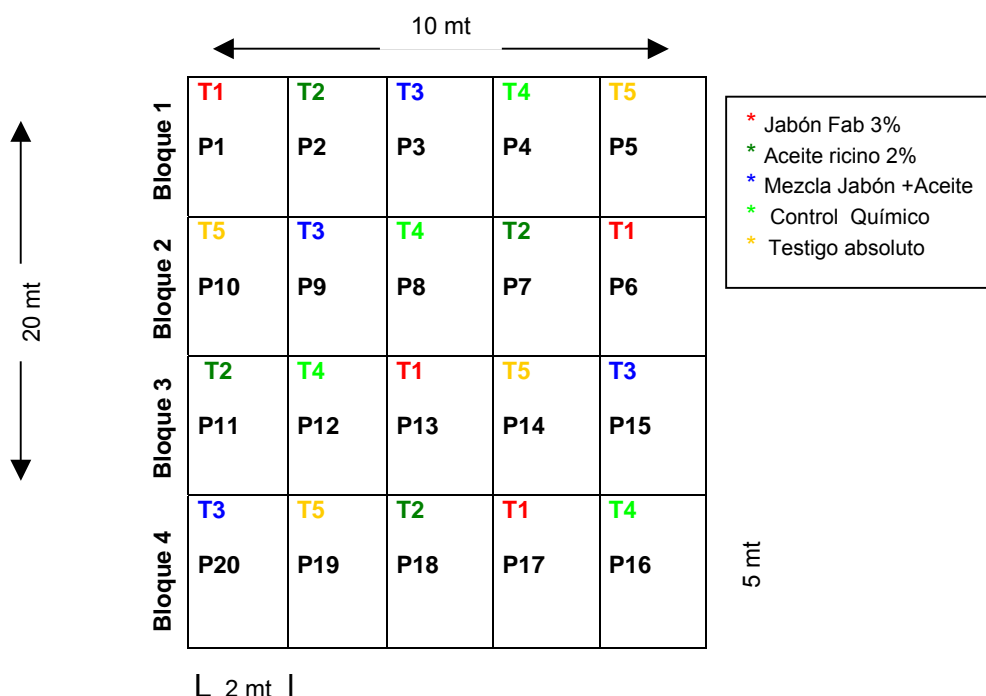 10 mt
Bloque 1
T1 T2 T3 T4 T5
P1 P2 P3 P4 P5
* Jabón Fab 3%
* Aceite ricino 2%
* Mezcla Jabón +Aceite
* Control Químico
* Testigo absoluto
20 mt
Bloque 2
T5 T3 T4 T2 T1
P10 P9 P8 P7 P6
Bloque 3
T2 T4 T1 T5 T3
P11 P12 P13 P14 P15
Bloque 4
T3 T5 T2 T1 T4
P20 P19 P18 P17 P16
5 mt
2 mt